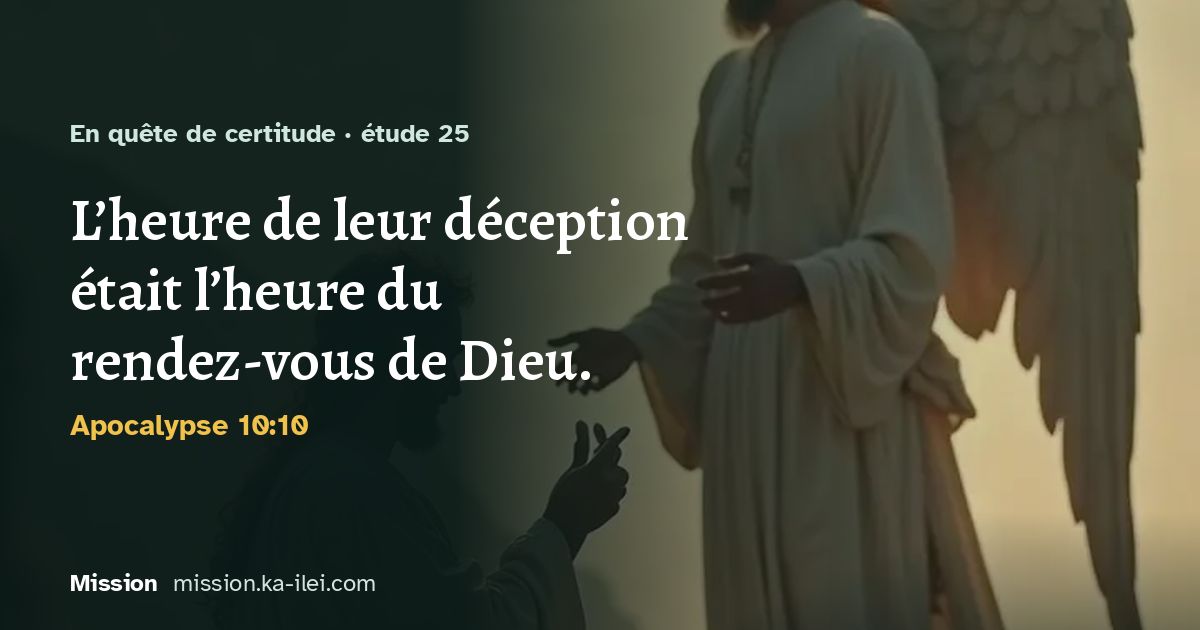 En quête de certitude · étude 25
L’heure de leur déception
était l’heure du
rendez-vous de Dieu.
Apocalypse 10:10
Mission mission.ka-ilei.com